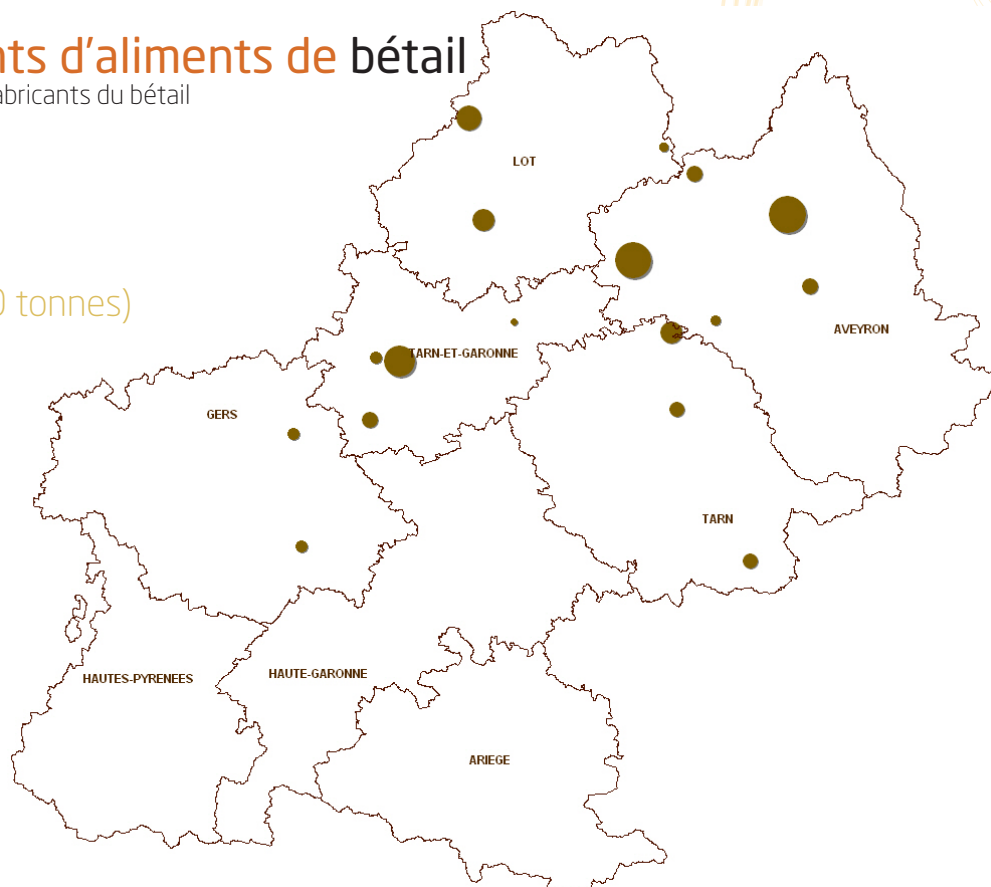 nts d'aliments de bétail
abricants du bétail
LOT
0 tonnes)
AVEYRON
TARN-ET-GARONNE
GERS
TARN
HAUTES-PYRENEES
HAUTE-GARONNE
ARIEGE